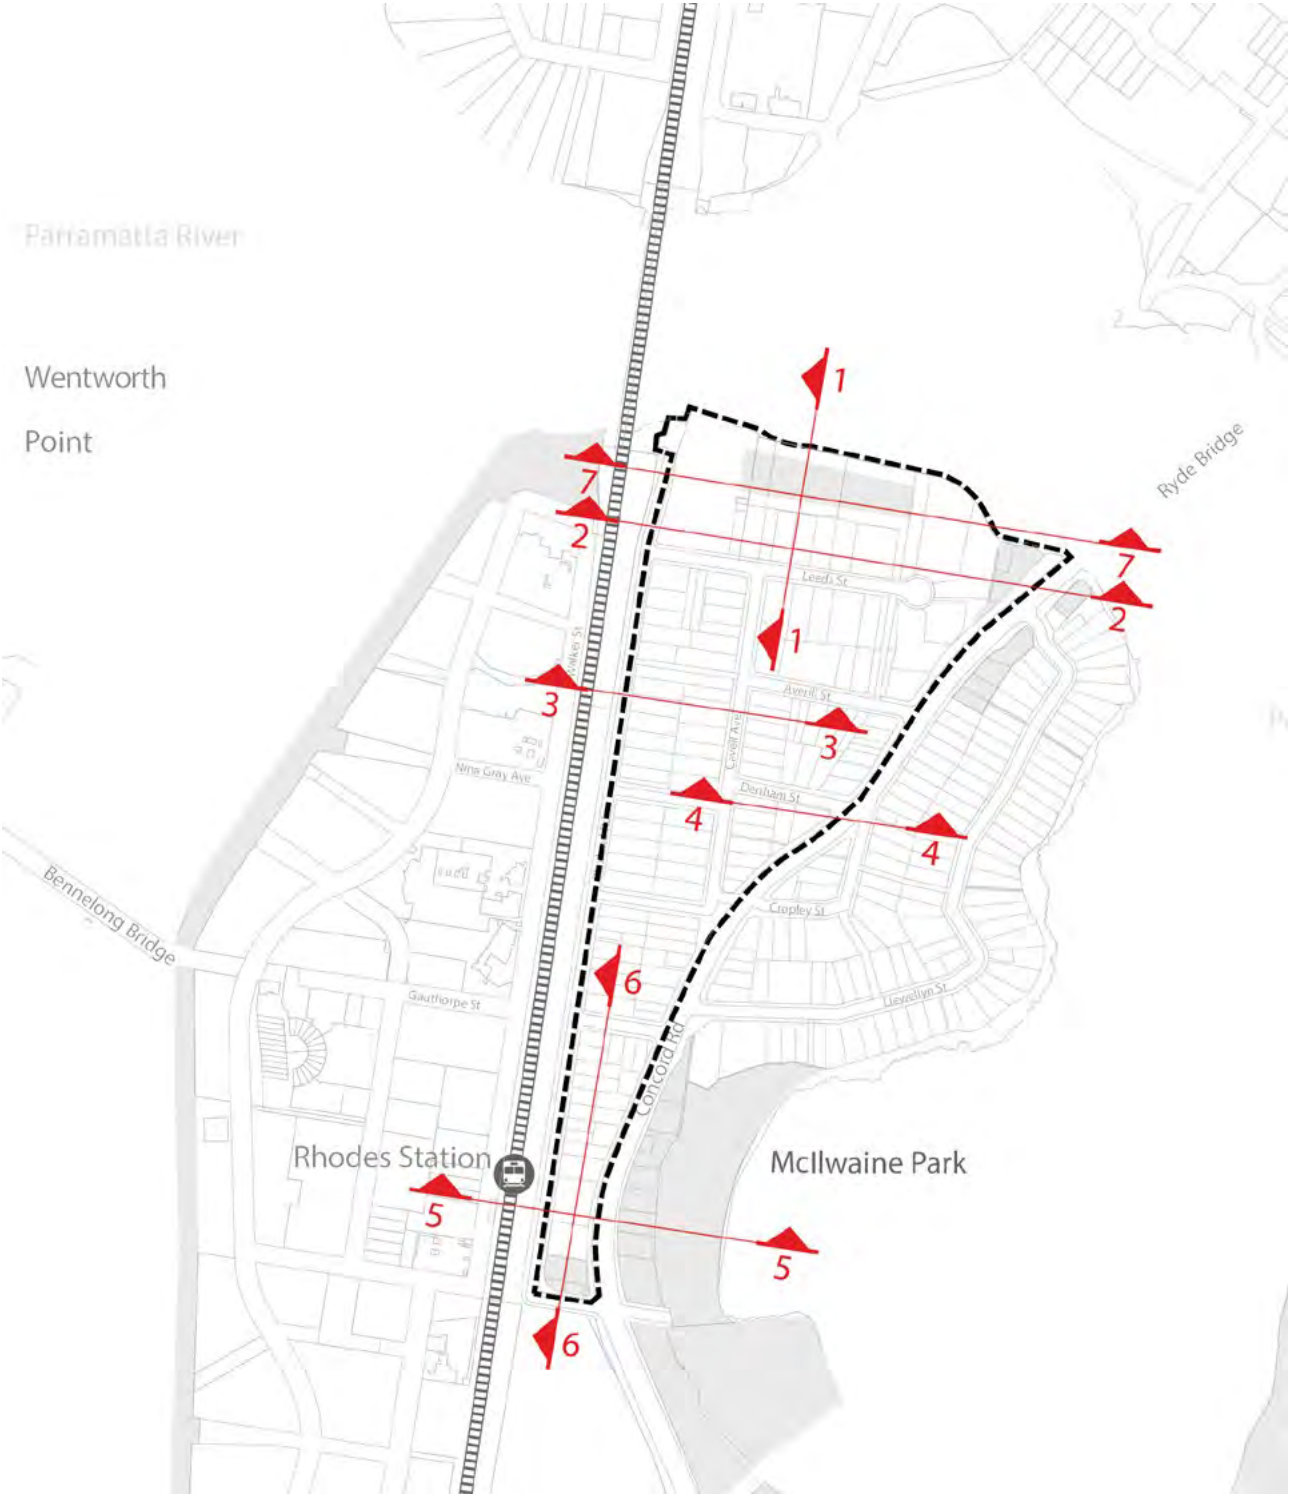 Parramatta River
Wentworth
Point
1
Ryde Bridge
7
2
7
Leeds St
2
1
Walker St
3
Averill St
3
Cavell Ave
Nina Gray Ave
Denham St
4
4
Cropley St
Bennelong Bridge
6
Gauthorpe St
Llewellyn St
Concord Rd
Rhodes Station
McIlwaine Park
5
5
6